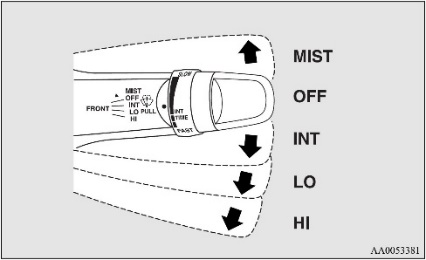 MIST
OFF
INT
LO
HI
FRONT
MIST
OFF
INT
LO PULL
HI
SLOW
INT
TIME
FAST
AA0053381